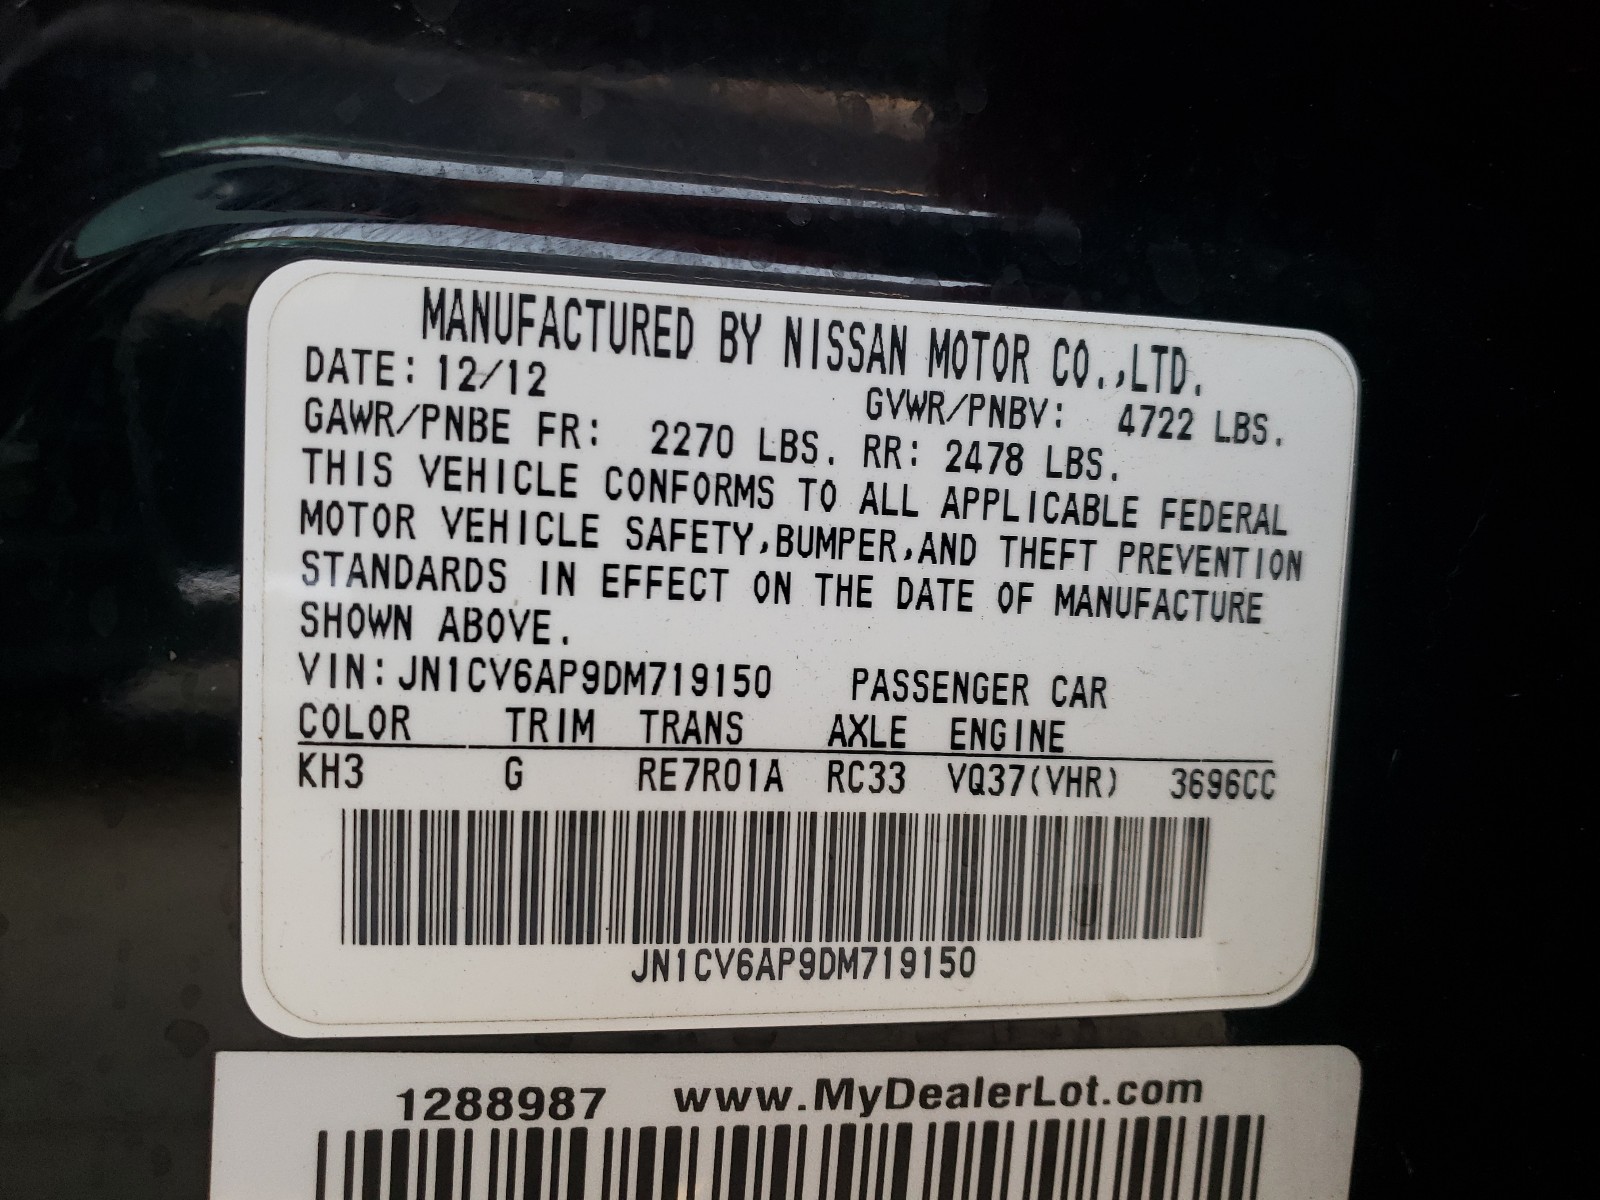 MANUFACTURED BY NISSAN MOTOR CO.,LTD.
DATE: 12/12 GVWR/PNBV: 4722 LBS.
GAWR/PNBE FR: 2270 LBS. RR: 2478 LBS.
THIS VEHICLE CONFORMS TO ALL APPLICABLE FEDERAL
MOTOR VEHICLE SAFETY,BUMPER,AND THEFT PREVENTION
STANDARDS IN EFFECT ON THE DATE OF MANUFACTURE
SHOWN ABOVE.
VIN:JN1CV6AP9DM719150 PASSENGER CAR
COLOR TRIM TRANS AXLE ENGINE
KH3 G RE7R01A RC33 VQ37(VHR) 3696CC
JN1CV6AP9DM719150
1288987 www.MyDealerLot.com